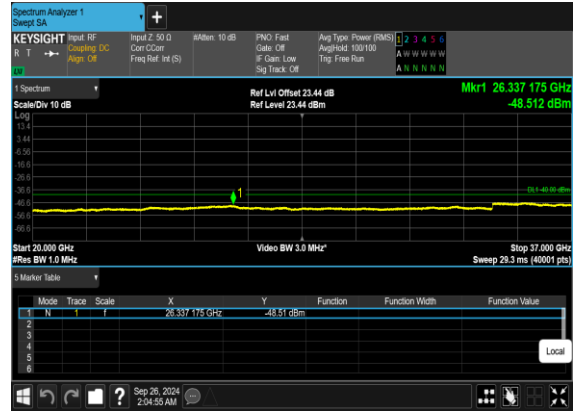 Spectrum Analyzer 1
Swept SA
+
KEYSIGHT Input: RF Input Z: 50 Ω #Atten: 10 dB PNO: Fast Avg Type: Power (RMS) 1 2 3 4 5 6
R T Coupling: DC Corr CCorr Gate: Off Avg|Hold: 100/100 A W W W W W
Align: Off Freq Ref: Int (S) IF Gain: Low Trig: Free Run
LXI Sig Track: Off A N N N N N
1 Spectrum Ref Lvl Offset 23.44 dB Mkr1 26.337 175 GHz
Scale/Div 10 dB Ref Level 23.44 dBm -48.512 dBm
Log
13.4
3.44
-6.56
-16.6
-26.6
-36.6 1 DL1 -40.00 dBm
-46.6
-56.6
-66.6
Start 20.000 GHz Video BW 3.0 MHz* Stop 37.000 GHz
#Res BW 1.0 MHz Sweep 29.3 ms (40001 pts)
5 Marker Table
Mode Trace Scale X Y Function Function Width Function Value
1 N 1 f 26.337 175 GHz -48.51 dBm
2
3
4
5
6
Local
? Sep 26, 2024
2:04:55 AM